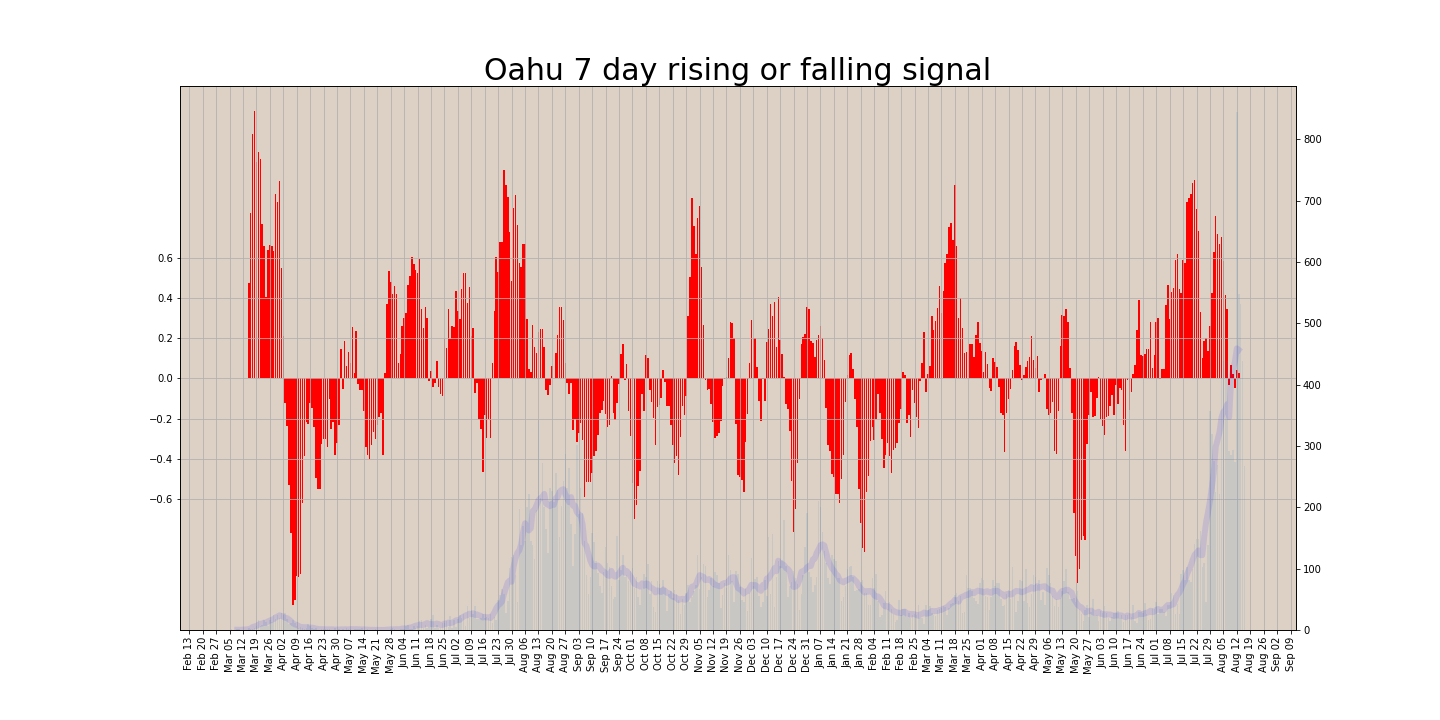 Oahu 7 day rising or falling signal
0.6
0.4
0.2
0.0
−0.2
−0.4
−0.6
800
700
600
500
400
300
200
100
0
Feb 13
Feb 20
Feb 27
Mar 05
Mar 12
Mar 19
Mar 26
Apr 02
Apr 09
Apr 16
Apr 23
Apr 30
May 07
May 14
May 21
May 28
Jun 04
Jun 11
Jun 18
Jun 25
Jul 02
Jul 09
Jul 16
Jul 23
Jul 30
Aug 06
Aug 13
Aug 20
Aug 27
Sep 03
Sep 10
Sep 17
Sep 24
Oct 01
Oct 08
Oct 15
Oct 22
Oct 29
Nov 05
Nov 12
Nov 19
Nov 26
Dec 03
Dec 10
Dec 17
Dec 24
Dec 31
Jan 07
Jan 14
Jan 21
Jan 28
Feb 04
Feb 11
Feb 18
Feb 25
Mar 04
Mar 11
Mar 18
Mar 25
Apr 01
Apr 08
Apr 15
Apr 22
Apr 29
May 06
May 13
May 20
May 27
Jun 03
Jun 10
Jun 17
Jun 24
Jul 01
Jul 08
Jul 15
Jul 22
Jul 29
Aug 05
Aug 12
Aug 19
Aug 26
Sep 02
Sep 09